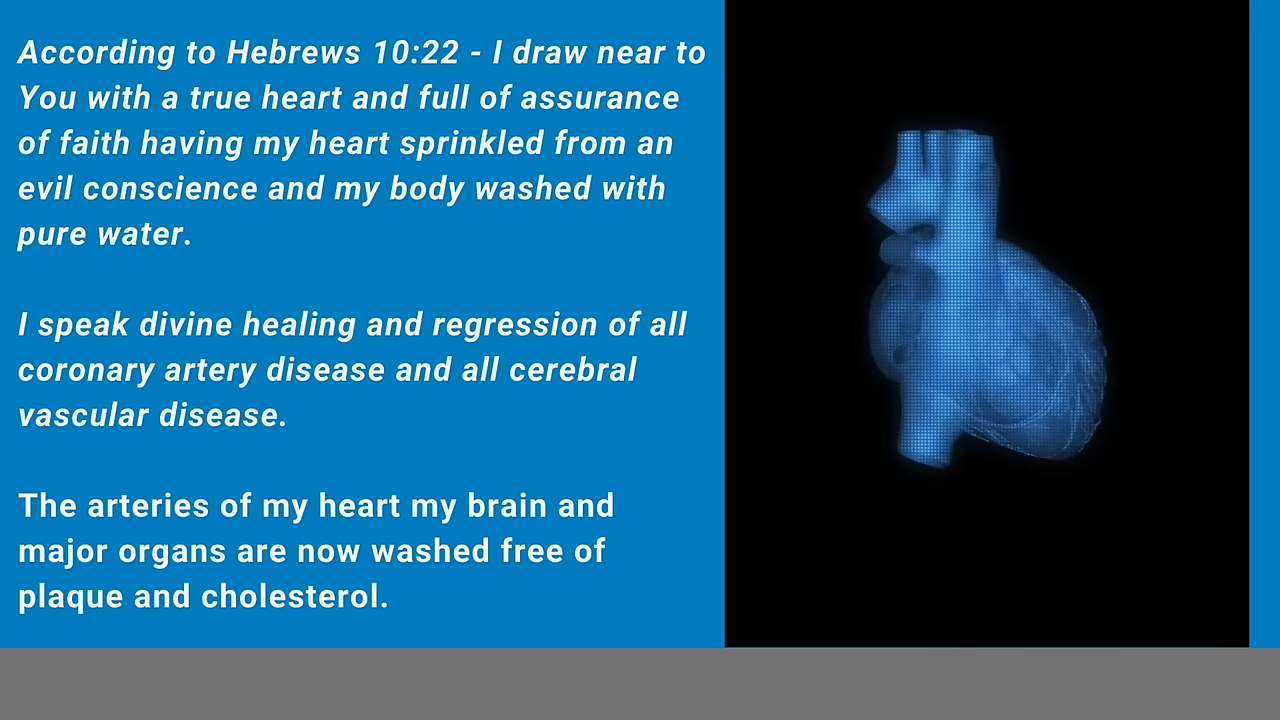 According to Hebrews 10:22 - I draw near to
You with a true heart and full of assurance
of faith having my heart sprinkled from an
evil conscience and my body washed with
pure water.
I speak divine healing and regression of all
coronary artery disease and all cerebral
vascular disease.
The arteries of my heart my brain and
major organs are now washed free of
plaque and cholesterol.